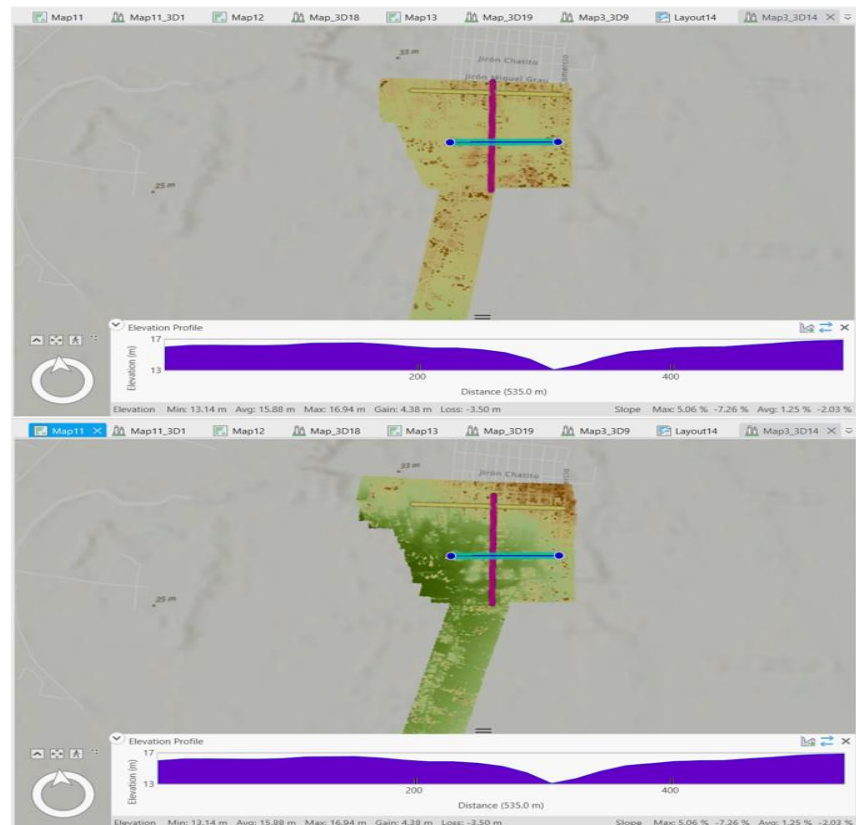 Map11 Map11_3D1 Map12 Map_3D18 Map13 Map_3D19 Map3_3D9 Layout14 Map3_3D14
33 m
Jirón Chatito
Jirón Miguel Grau
Comercio
25 m
Elevation Profile
Elevation (m)
17
13
200
400
Distance (535.0 m)
Elevation Min: 13.14 m Avg: 15.88 m Max: 16.94 m Gain: 4.38 m Loss: -3.50 m Slope Max: 5.06 % -7.26 % Avg: 1.25 % -2.03 %
Map11 Map11_3D1 Map12 Map_3D18 Map13 Map_3D19 Map3_3D9 Layout14 Map3_3D14
33 m
Jirón Chatito
25 m
Elevation Profile
Elevation (m)
17
13
200
400
Distance (535.0 m)
Elevation Min: 13.14 m Avg: 15.88 m Max: 16.94 m Gain: 4.38 m Loss: -3.50 m Slope Max: 5.06 % -7.26 % Avg: 1.25 % -2.03 %